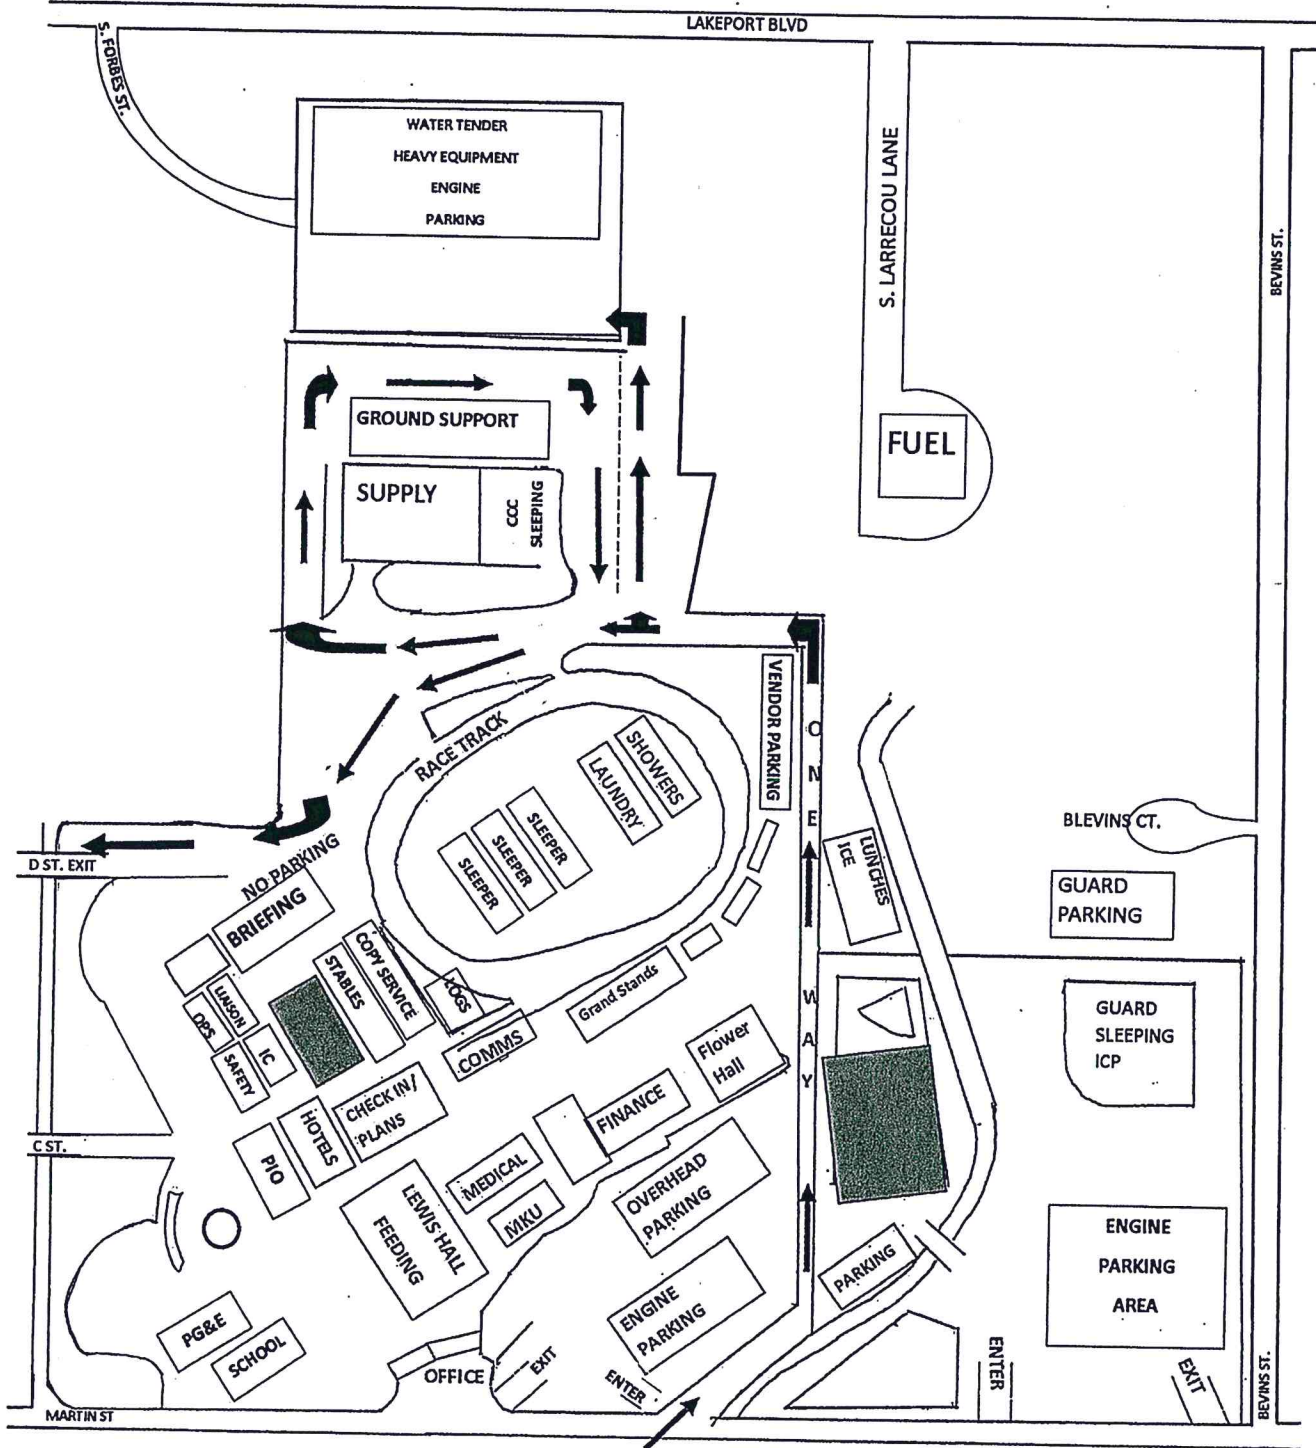 LAKEPORT BLVD
S. FORBES ST.
WATER TENDER
HEAVY EQUIPMENT
ENGINE
PARKING
S. LARRECOU LANE
BEVINS ST.
GROUND SUPPORT
FUEL
SUPPLY
CCC
SLEEPING
VENDOR PARKING
RACE TRACK
SHOWERS
LAUNDRY
SLEEPER
SLEEPER
SLEEPER
ONE WAY
LUNCHES
ICE
BLEVINS CT.
GUARD
PARKING
D ST. EXIT
NO PARKING
BRIEFING
COPY SERVICE
STABLES
LOGS
LIAISON
OPS
IC
SAFETY
COMMS
Grand Stands
Flower
Hall
GUARD
SLEEPING
ICP
CHECK IN/
PLANS
HOTELS
PIO
FINANCE
C ST.
MEDICAL
MKU
OVERHEAD
PARKING
LEWIS HALL
FEEDING
ENGINE
PARKING
PARKING
ENGINE
PARKING
AREA
PG&E
SCHOOL
OFFICE
EXIT
ENTER
ENTER
EXIT
BEVINS ST.
MARTIN ST